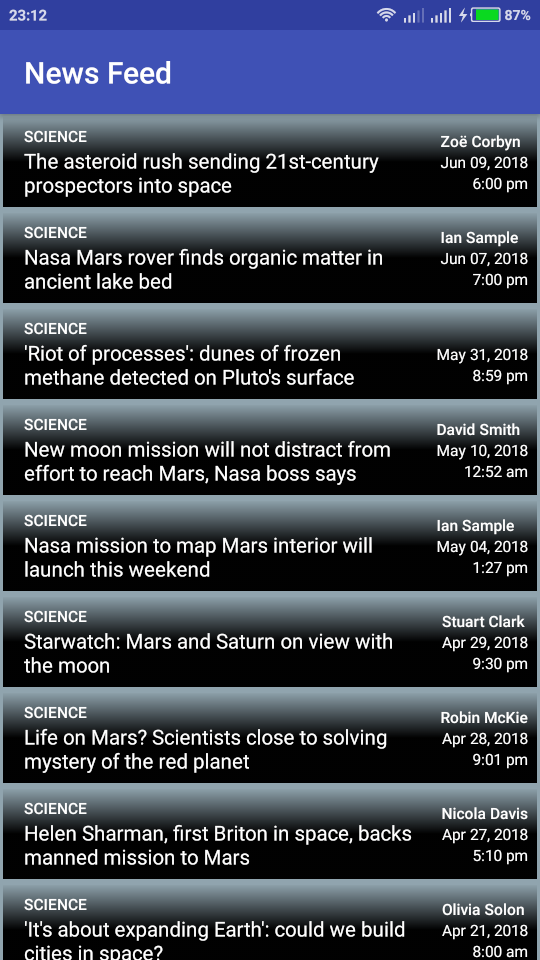 23:12
87%
News Feed
SCIENCE
The asteroid rush sending 21st-century
prospectors into space
Zoë Corbyn
Jun 09, 2018
6:00 pm
SCIENCE
Nasa Mars rover finds organic matter in
ancient lake bed
Ian Sample
Jun 07, 2018
7:00 pm
SCIENCE
'Riot of processes': dunes of frozen
methane detected on Pluto's surface
May 31, 2018
8:59 pm
SCIENCE
New moon mission will not distract from
effort to reach Mars, Nasa boss says
David Smith
May 10, 2018
12:52 am
SCIENCE
Nasa mission to map Mars interior will
launch this weekend
Ian Sample
May 04, 2018
1:27 pm
SCIENCE
Starwatch: Mars and Saturn on view with
the moon
Stuart Clark
Apr 29, 2018
9:30 pm
SCIENCE
Life on Mars? Scientists close to solving
mystery of the red planet
Robin McKie
Apr 28, 2018
9:01 pm
SCIENCE
Helen Sharman, first Briton in space, backs
manned mission to Mars
Nicola Davis
Apr 27, 2018
5:10 pm
SCIENCE
'It's about expanding Earth': could we build
cities in space?
Olivia Solon
Apr 21, 2018
8:00 am